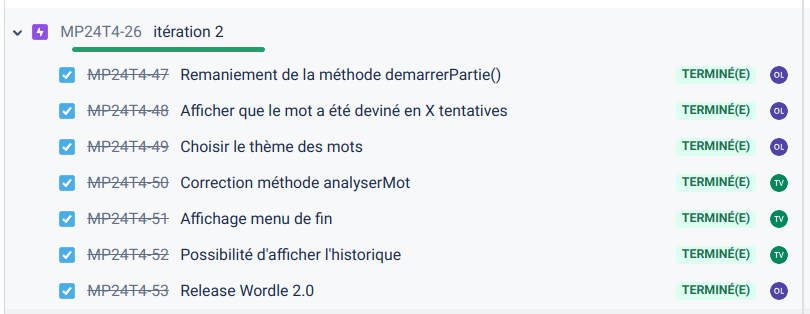 MP24T4-26 itération 2
MP24T4-47 Remaniement de la méthode demarrerPartie() TERMINÉ(E) OL
MP24T4-48 Afficher que le mot a été deviné en X tentatives TERMINÉ(E) OL
MP24T4-49 Choisir le thème des mots TERMINÉ(E) OL
MP24T4-50 Correction méthode analyserMot TERMINÉ(E) TV
MP24T4-51 Affichage menu de fin TERMINÉ(E) TV
MP24T4-52 Possibilité d'afficher l'historique TERMINÉ(E) TV
MP24T4-53 Release Wordle 2.0 TERMINÉ(E) OL